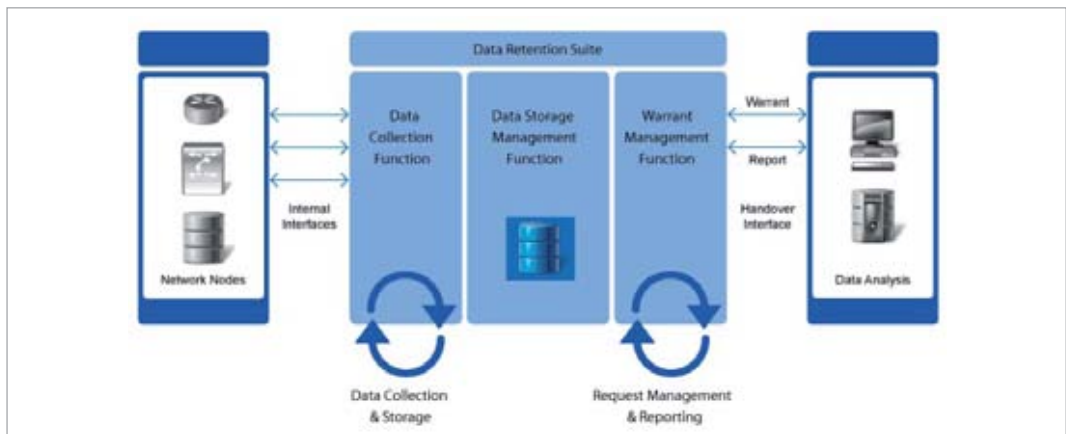 Data Retention Suite
Data
Collection
Function
Data Storage
Management
Function
Warrant
Management
Function
Internal
Interfaces
Network Nodes
Warrant
Report
Handover
Interface
Data Analysis
Data Collection
& Storage
Request Management
& Reporting